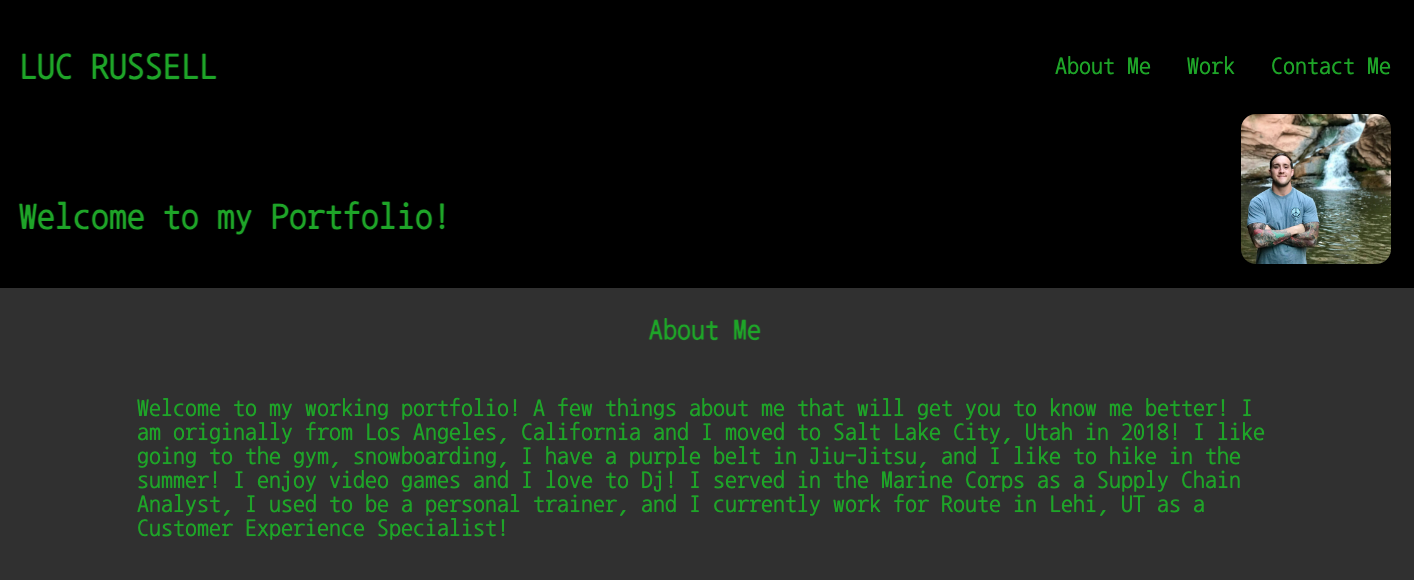 LUC RUSSELL
About Me Work Contact Me
Welcome to my Portfolio!
About Me
Welcome to my working portfolio! A few things about me that will get you to know me better! I
am originally from Los Angeles, California and I moved to Salt Lake City, Utah in 2018! I like
going to the gym, snowboarding, I have a purple belt in Jiu-Jitsu, and I like to hike in the
summer! I enjoy video games and I love to Dj! I served in the Marine Corps as a Supply Chain
Analyst, I used to be a personal trainer, and I currently work for Route in Lehi, UT as a
Customer Experience Specialist!